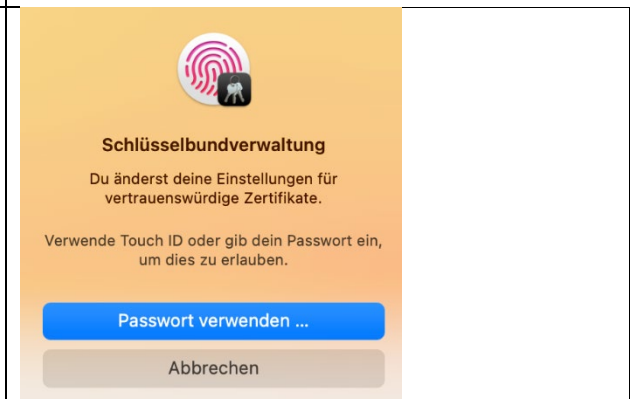 Schlüsselbundverwaltung
Du änderst deine Einstellungen für
vertrauenswürdige Zertifikate.
Verwende Touch ID oder gib dein Passwort ein,
um dies zu erlauben.
Passwort verwenden ...
Abbrechen